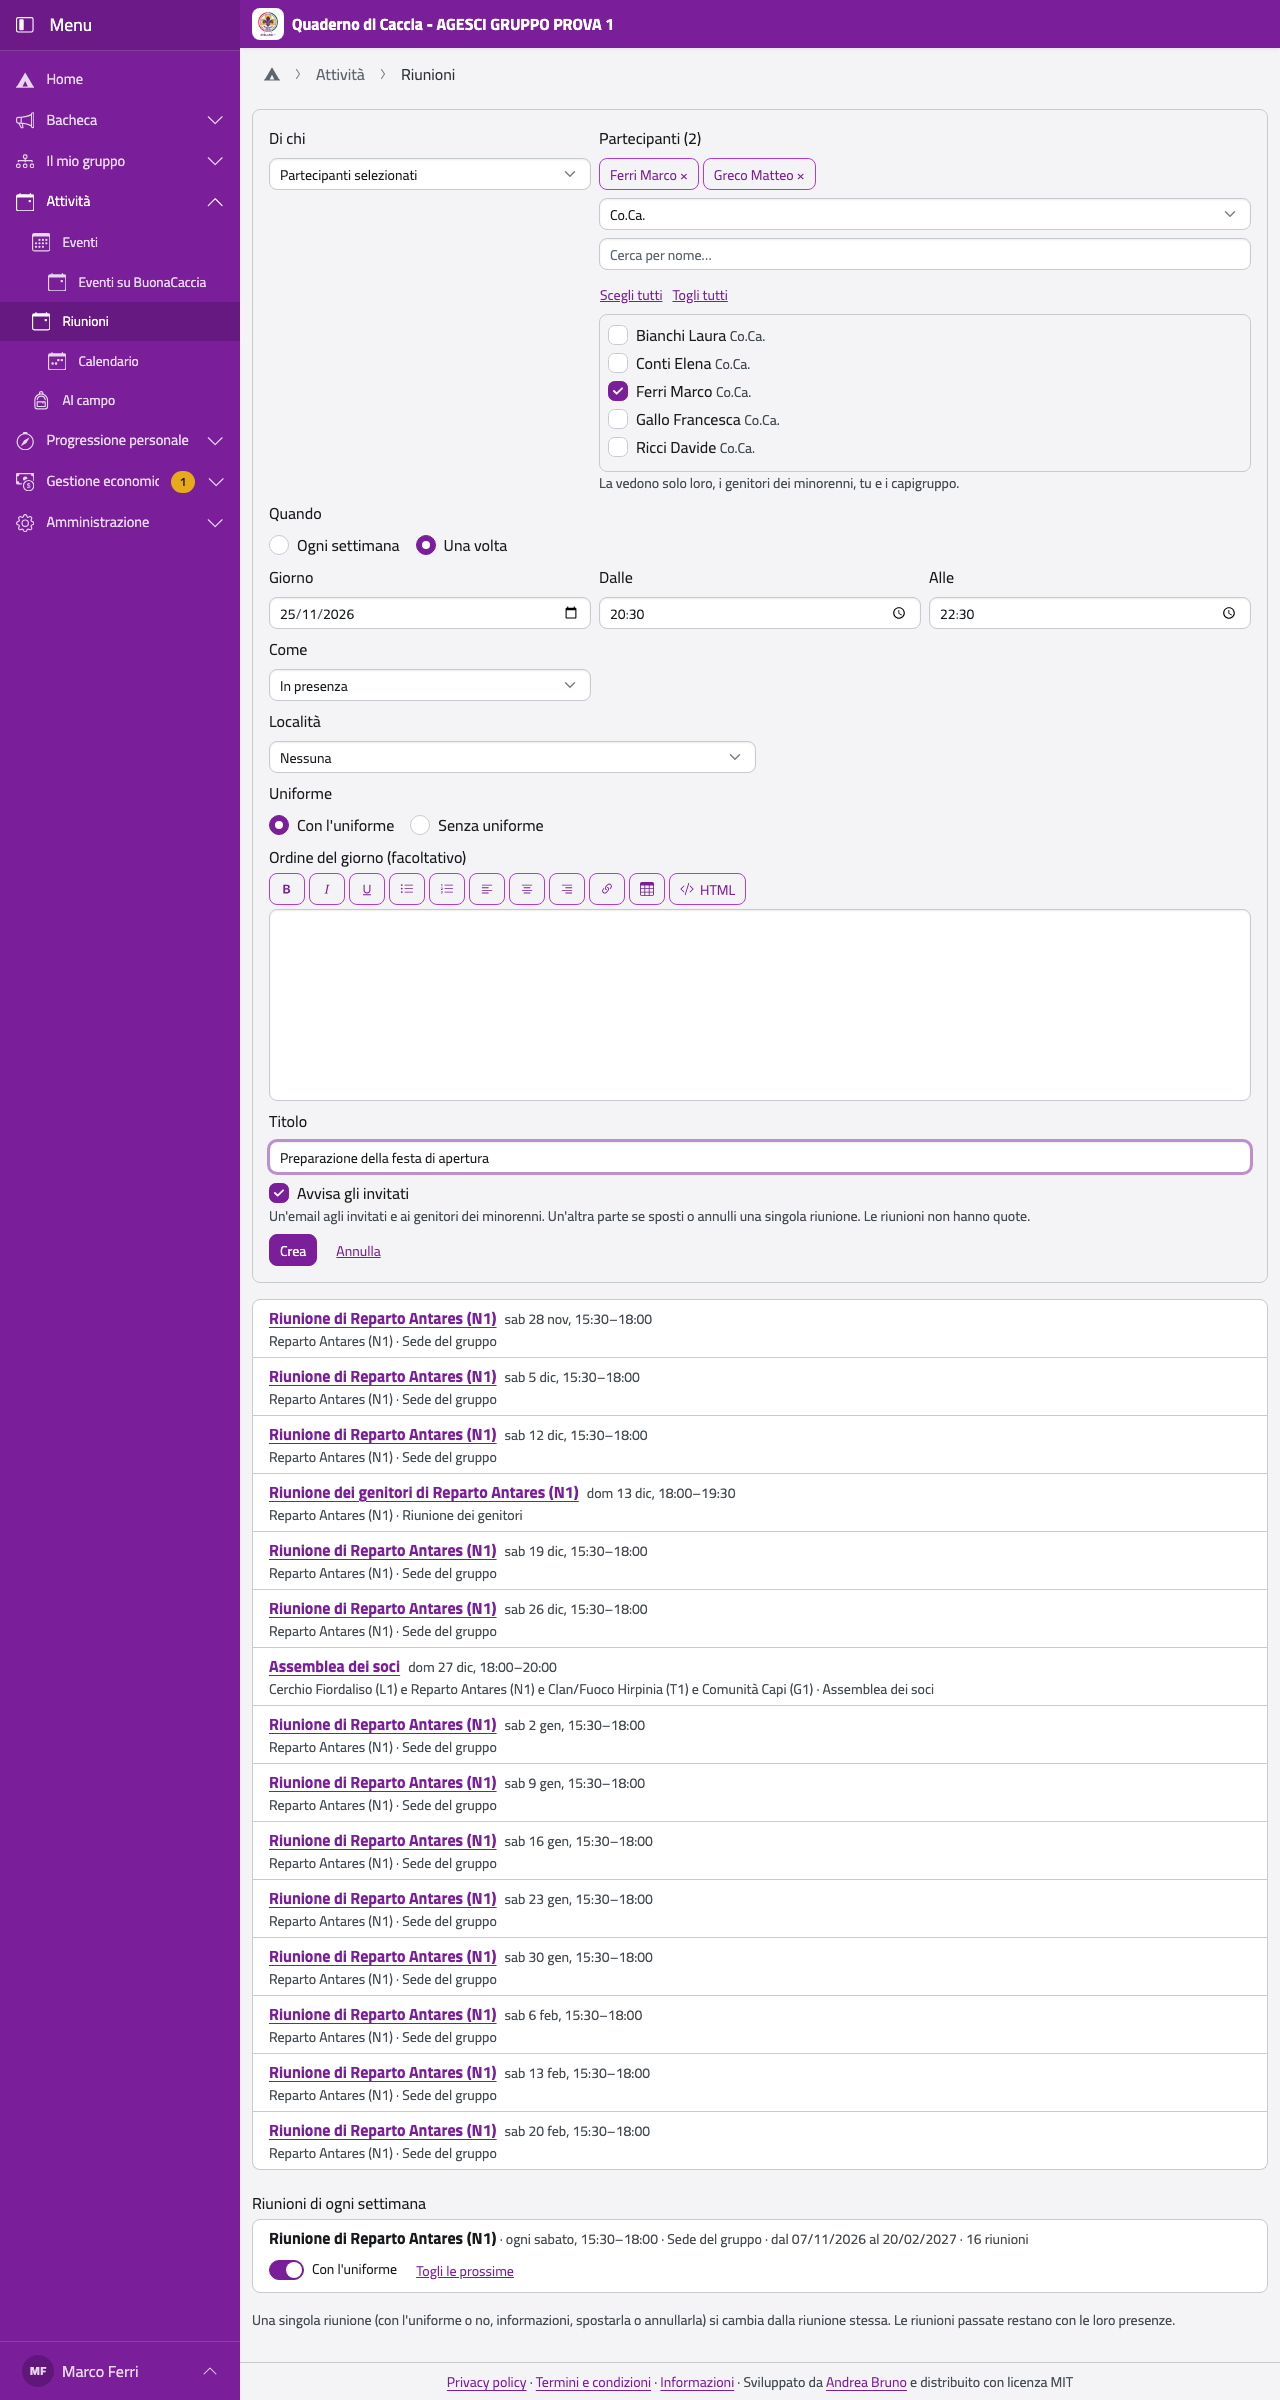 Menu
Quaderno di Caccia - AGESCI GRUPPO PROVA 1
Home
Bacheca
Il mio gruppo
Attività
Eventi
Eventi su BuonaCaccia
Riunioni
Calendario
Al campo
Progressione personale
Gestione economic 1
Amministrazione
Attività Riunioni
Di chi
Partecipanti selezionati
Partecipanti (2)
Ferri Marco × Greco Matteo ×
Co.Ca.
Cerca per nome...
Scegli tutti Togli tutti
Bianchi Laura Co.Ca.
Conti Elena Co.Ca.
Ferri Marco Co.Ca.
Gallo Francesca Co.Ca.
Ricci Davide Co.Ca.
La vedono solo loro, i genitori dei minorenni, tu e i capigruppo.
Quando
Ogni settimana Una volta
Giorno Dalle Alle
25/11/2026 20:30 22:30
Come
In presenza
Località
Nessuna
Uniforme
Con l'uniforme Senza uniforme
Ordine del giorno (facoltativo)
B I U </> HTML
Titolo
Preparazione della festa di apertura
Avvisa gli invitati
Un'email agli invitati e ai genitori dei minorenni. Un'altra parte se sposti o annulli una singola riunione. Le riunioni non hanno quote.
Crea Annulla
Riunione di Reparto Antares (N1) sab 28 nov, 15:30–18:00
Reparto Antares (N1) · Sede del gruppo
Riunione di Reparto Antares (N1) sab 5 dic, 15:30–18:00
Reparto Antares (N1) · Sede del gruppo
Riunione di Reparto Antares (N1) sab 12 dic, 15:30–18:00
Reparto Antares (N1) · Sede del gruppo
Riunione dei genitori di Reparto Antares (N1) dom 13 dic, 18:00–19:30
Reparto Antares (N1) · Riunione dei genitori
Riunione di Reparto Antares (N1) sab 19 dic, 15:30–18:00
Reparto Antares (N1) · Sede del gruppo
Riunione di Reparto Antares (N1) sab 26 dic, 15:30–18:00
Reparto Antares (N1) · Sede del gruppo
Assemblea dei soci dom 27 dic, 18:00–20:00
Cerchio Fiordaliso (L1) e Reparto Antares (N1) e Clan/Fuoco Hirpinia (T1) e Comunità Capi (G1) · Assemblea dei soci
Riunione di Reparto Antares (N1) sab 2 gen, 15:30–18:00
Reparto Antares (N1) · Sede del gruppo
Riunione di Reparto Antares (N1) sab 9 gen, 15:30–18:00
Reparto Antares (N1) · Sede del gruppo
Riunione di Reparto Antares (N1) sab 16 gen, 15:30–18:00
Reparto Antares (N1) · Sede del gruppo
Riunione di Reparto Antares (N1) sab 23 gen, 15:30–18:00
Reparto Antares (N1) · Sede del gruppo
Riunione di Reparto Antares (N1) sab 30 gen, 15:30–18:00
Reparto Antares (N1) · Sede del gruppo
Riunione di Reparto Antares (N1) sab 6 feb, 15:30–18:00
Reparto Antares (N1) · Sede del gruppo
Riunione di Reparto Antares (N1) sab 13 feb, 15:30–18:00
Reparto Antares (N1) · Sede del gruppo
Riunione di Reparto Antares (N1) sab 20 feb, 15:30–18:00
Reparto Antares (N1) · Sede del gruppo
Riunioni di ogni settimana
Riunione di Reparto Antares (N1) · ogni sabato, 15:30–18:00 · Sede del gruppo · dal 07/11/2026 al 20/02/2027 · 16 riunioni
Con l'uniforme Togli le prossime
Una singola riunione (con l'uniforme o no, informazioni, spostarla o annullarla) si cambia dalla riunione stessa. Le riunioni passate restano con le loro presenze.
MF Marco Ferri
Privacy policy · Termini e condizioni · Informazioni · Sviluppato da Andrea Bruno e distribuito con licenza MIT